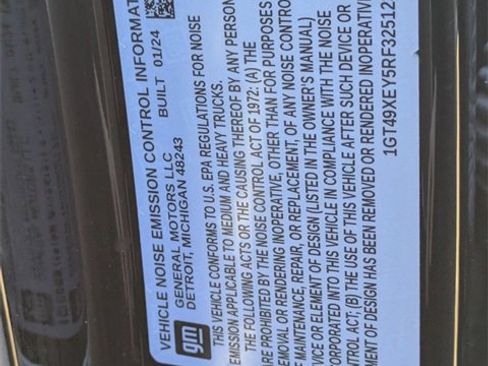 VEHICLE NOISE EMISSION CONTROL INFORMAT
GENERAL MOTORS LLC
DETROIT, MICHIGAN 48243 BUILT 01/24
gm
THIS VEHICLE CONFORMS TO U.S. EPA REGULATIONS FOR NOISE
EMISSION APPLICABLE TO MEDIUM AND HEAVY TRUCKS.
THE FOLLOWING ACTS OR THE CAUSING THEREOF BY ANY PERSON
ARE PROHIBITED BY THE NOISE CONTROL ACT OF 1972: (A) THE
EMOVAL OR RENDERING INOPERATIVE, OTHER THAN FOR PURPOSES
F MAINTENANCE, REPAIR, OR REPLACEMENT, OF ANY NOISE CONTRO
VICE OR ELEMENT OF DESIGN (LISTED IN THE OWNER'S MANUAL)
CORPORATED INTO THIS VEHICLE IN COMPLIANCE WITH THE NOISE
ONTROL ACT; (B) THE USE OF THIS VEHICLE AFTER SUCH DEVICE OR
MENT OF DESIGN HAS BEEN REMOVED OR RENDERED INOPERATIVE
1GT49XEY5RF32512